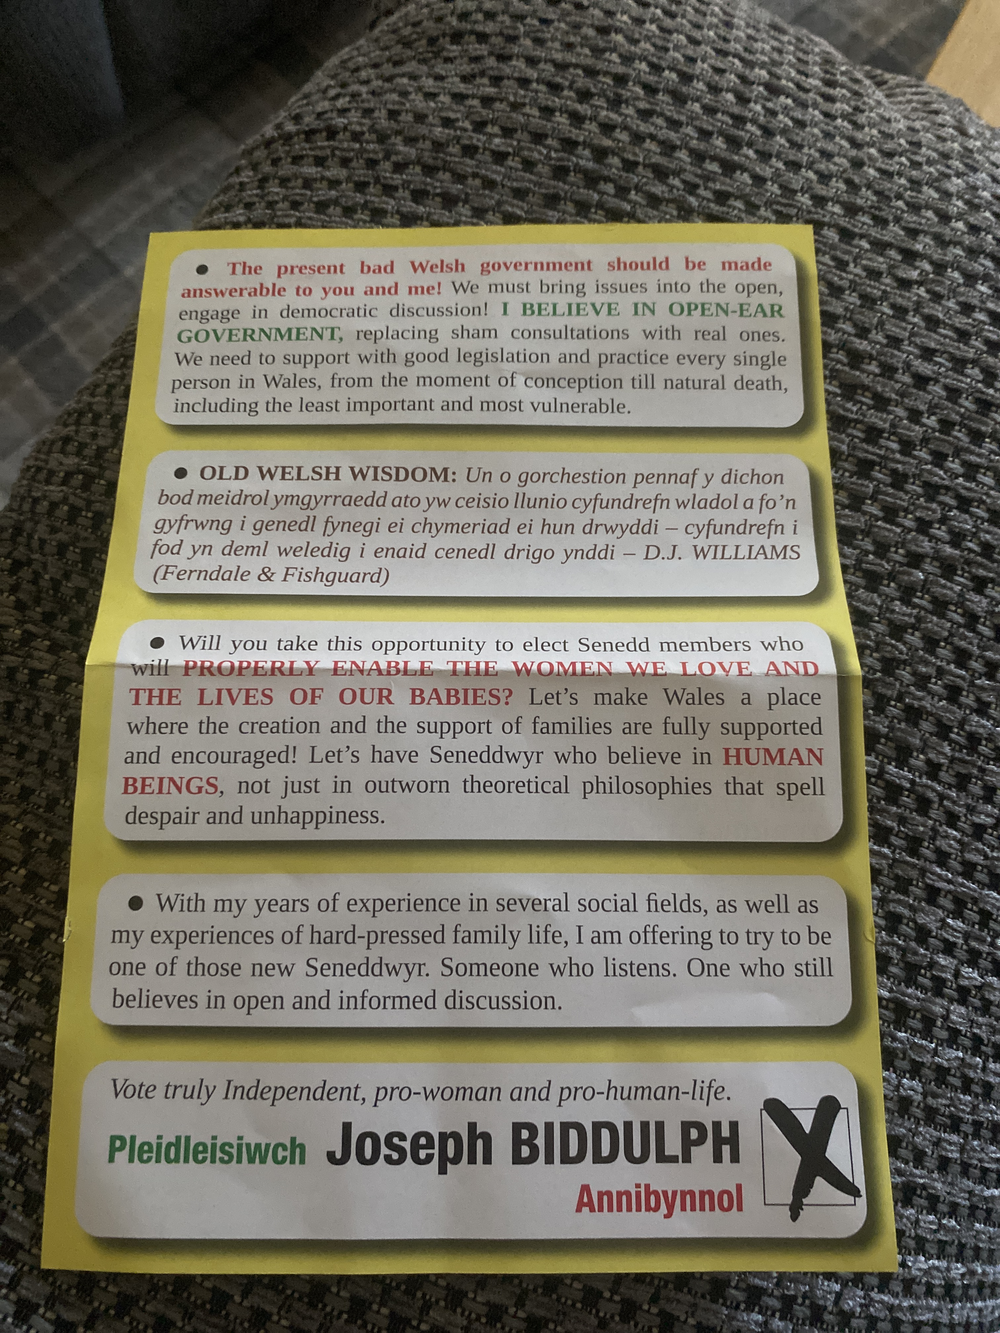 ● The present bad Welsh government should be made
answerable to you and me! We must bring issues into the open,
engage in democratic discussion! I BELIEVE IN OPEN-EAR
GOVERNMENT, replacing sham consultations with real ones.
We need to support with good legislation and practice every single
person in Wales, from the moment of conception till natural death,
including the least important and most vulnerable.
● OLD WELSH WISDOM: Un o gorchestion pennaf y dichon
bod meidrol ymgyrraedd ato yw ceisio llunio cyfundrefn wladol a fo'n
gyfrwng i genedl fynegi ei chymeriad ei hun drwyddi – cyfundrefn i
fod yn deml weledig i enaid cenedl drigo ynddi – D.J. WILLIAMS
(Ferndale & Fishguard)
● Will you take this opportunity to elect Senedd members who
will PROPERLY ENABLE THE WOMEN WE LOVE AND
THE LIVES OF OUR BABIES? Let's make Wales a place
where the creation and the support of families are fully supported
and encouraged! Let's have Seneddwyr who believe in HUMAN
BEINGS, not just in outworn theoretical philosophies that spell
despair and unhappiness.
● With my years of experience in several social fields, as well as
my experiences of hard-pressed family life, I am offering to try to be
one of those new Seneddwyr. Someone who listens. One who still
believes in open and informed discussion.
Vote truly Independent, pro-woman and pro-human-life.
Pleidleisiwch Joseph BIDDULPH
Annibynnol